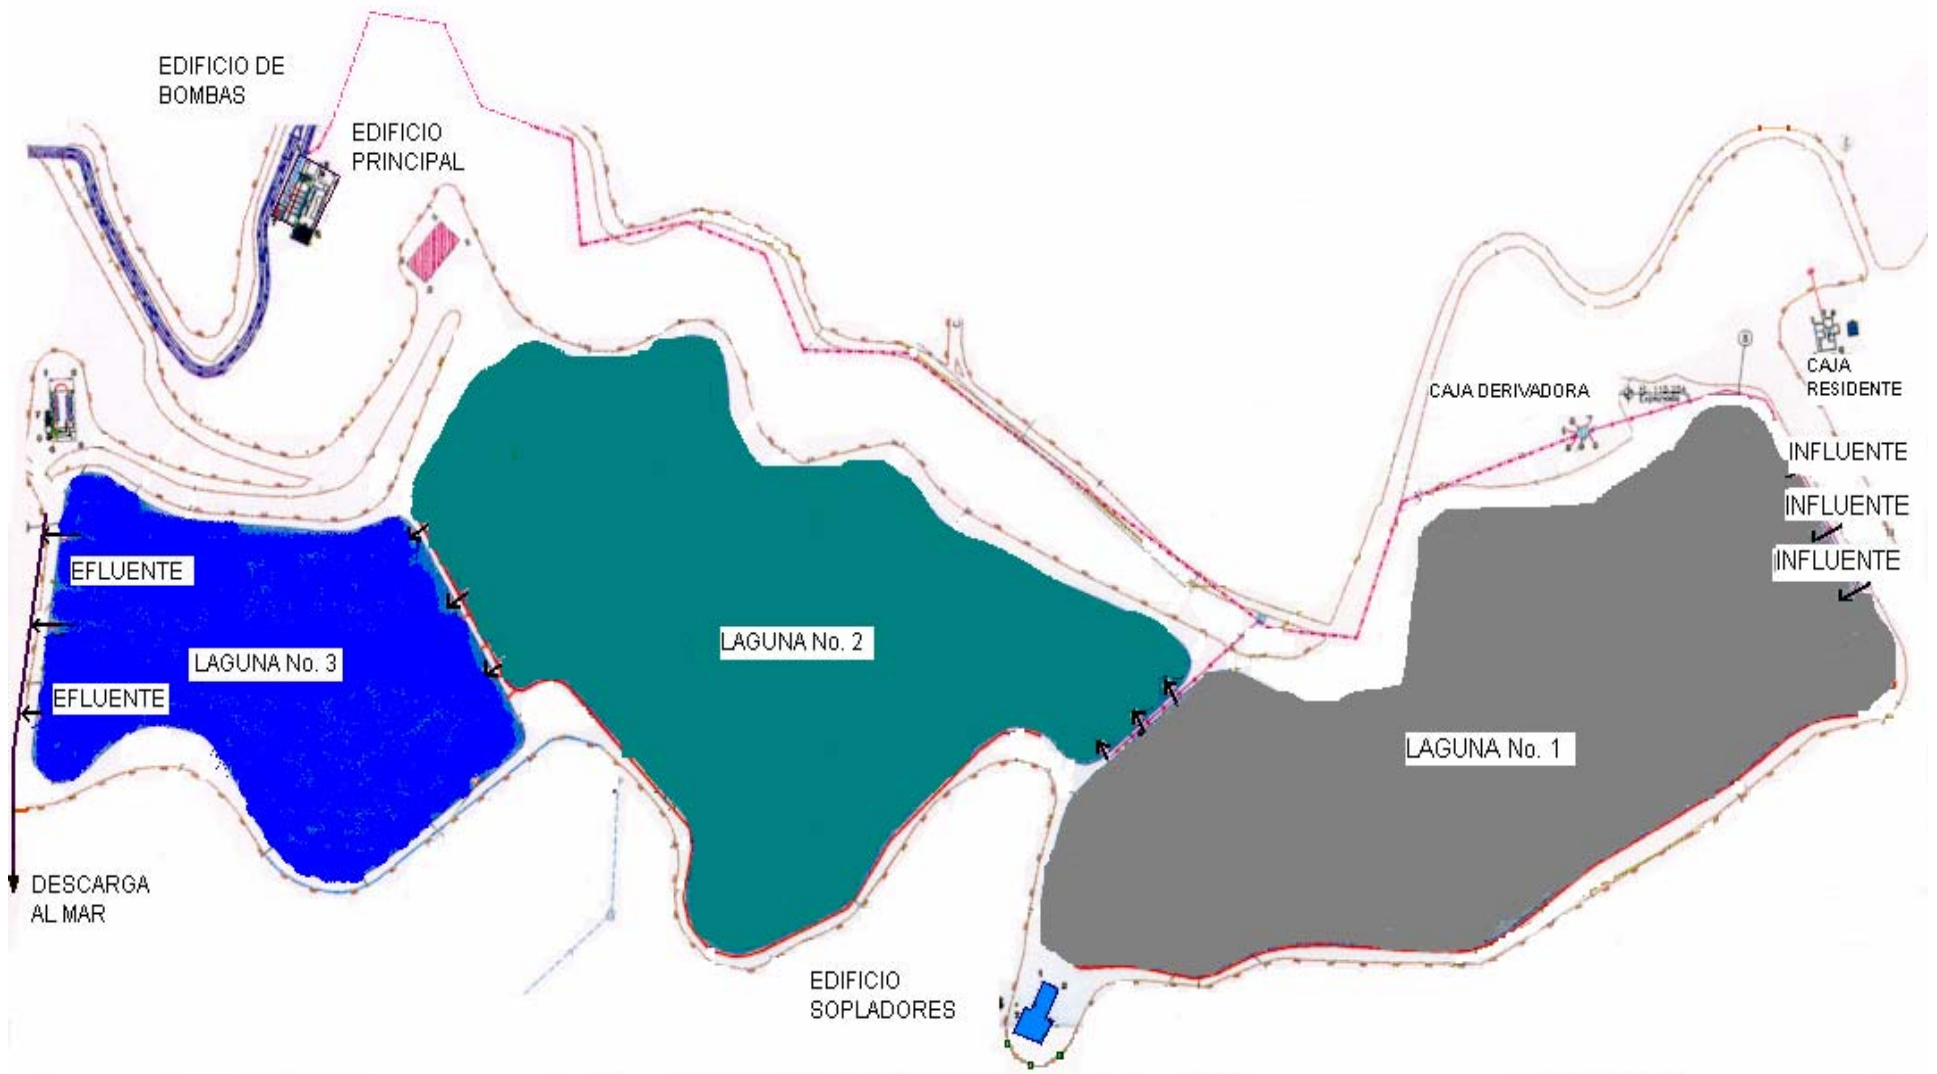 EDIFICIO DE
BOMBAS
EDIFICIO
PRINCIPAL
CAJA
RESIDENTE
CAJA DERIVADORA
INFLUENTE
INFLUENTE
INFLUENTE
EFLUENTE
LAGUNA No. 3
EFLUENTE
LAGUNA No. 2
LAGUNA No. 1
DESCARGA
AL MAR
EDIFICIO
SOPLADORES